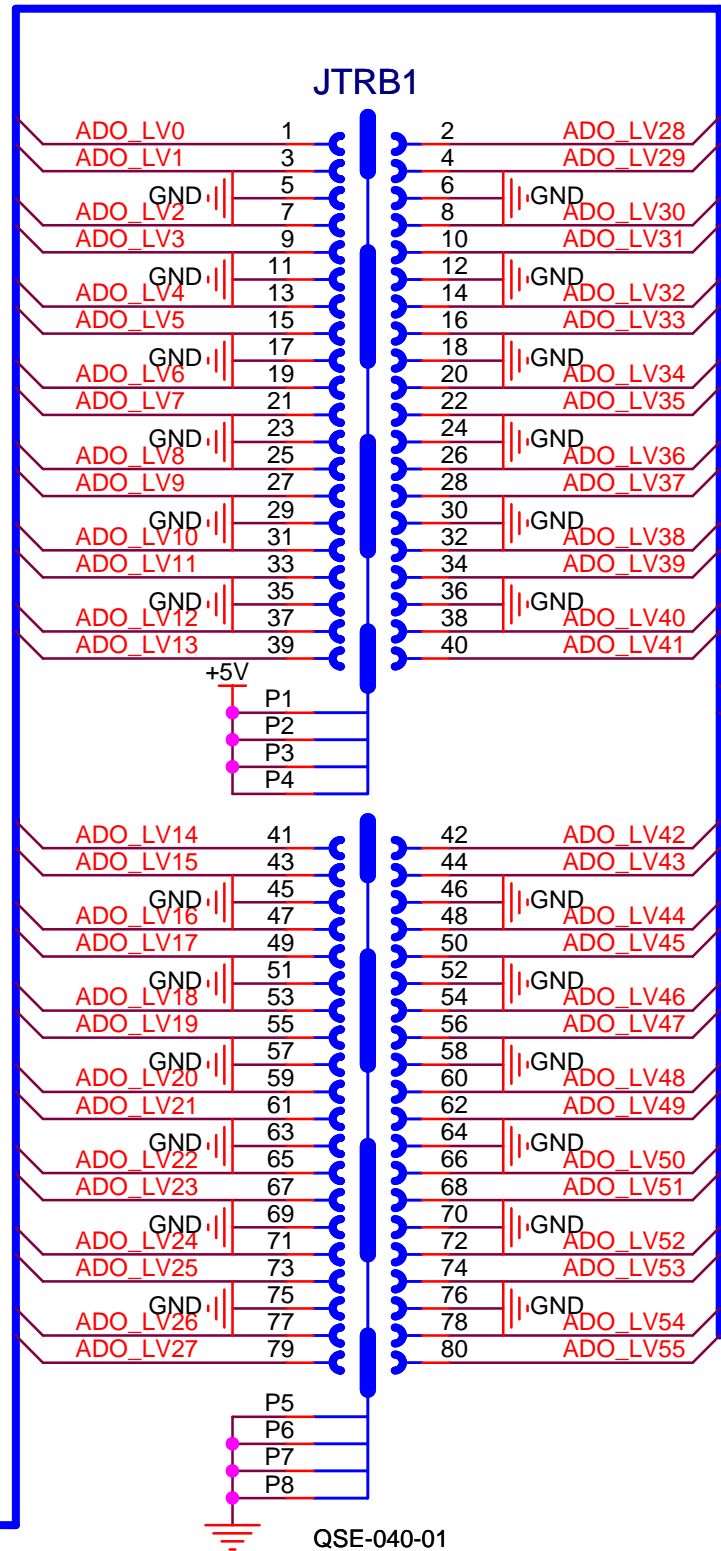 JTRB1
ADO_LV0 1 2 ADO_LV28
ADO_LV1 3 4 ADO_LV29
GND 5 6 GND
ADO_LV2 7 8 ADO_LV30
ADO_LV3 9 10 ADO_LV31
GND 11 12 GND
ADO_LV4 13 14 ADO_LV32
ADO_LV5 15 16 ADO_LV33
GND 17 18 GND
ADO_LV6 19 20 ADO_LV34
ADO_LV7 21 22 ADO_LV35
GND 23 24 GND
ADO_LV8 25 26 ADO_LV36
ADO_LV9 27 28 ADO_LV37
GND 29 30 GND
ADO_LV10 31 32 ADO_LV38
ADO_LV11 33 34 ADO_LV39
GND 35 36 GND
ADO_LV12 37 38 ADO_LV40
ADO_LV13 39 40 ADO_LV41
+5V
P1
P2
P3
P4
ADO_LV14 41 42 ADO_LV42
ADO_LV15 43 44 ADO_LV43
GND 45 46 GND
ADO_LV16 47 48 ADO_LV44
ADO_LV17 49 50 ADO_LV45
GND 51 52 GND
ADO_LV18 53 54 ADO_LV46
ADO_LV19 55 56 ADO_LV47
GND 57 58 GND
ADO_LV20 59 60 ADO_LV48
ADO_LV21 61 62 ADO_LV49
GND 63 64 GND
ADO_LV22 65 66 ADO_LV50
ADO_LV23 67 68 ADO_LV51
GND 69 70 GND
ADO_LV24 71 72 ADO_LV52
ADO_LV25 73 74 ADO_LV53
GND 75 76 GND
ADO_LV26 77 78 ADO_LV54
ADO_LV27 79 80 ADO_LV55
P5
P6
P7
P8
QSE-040-01